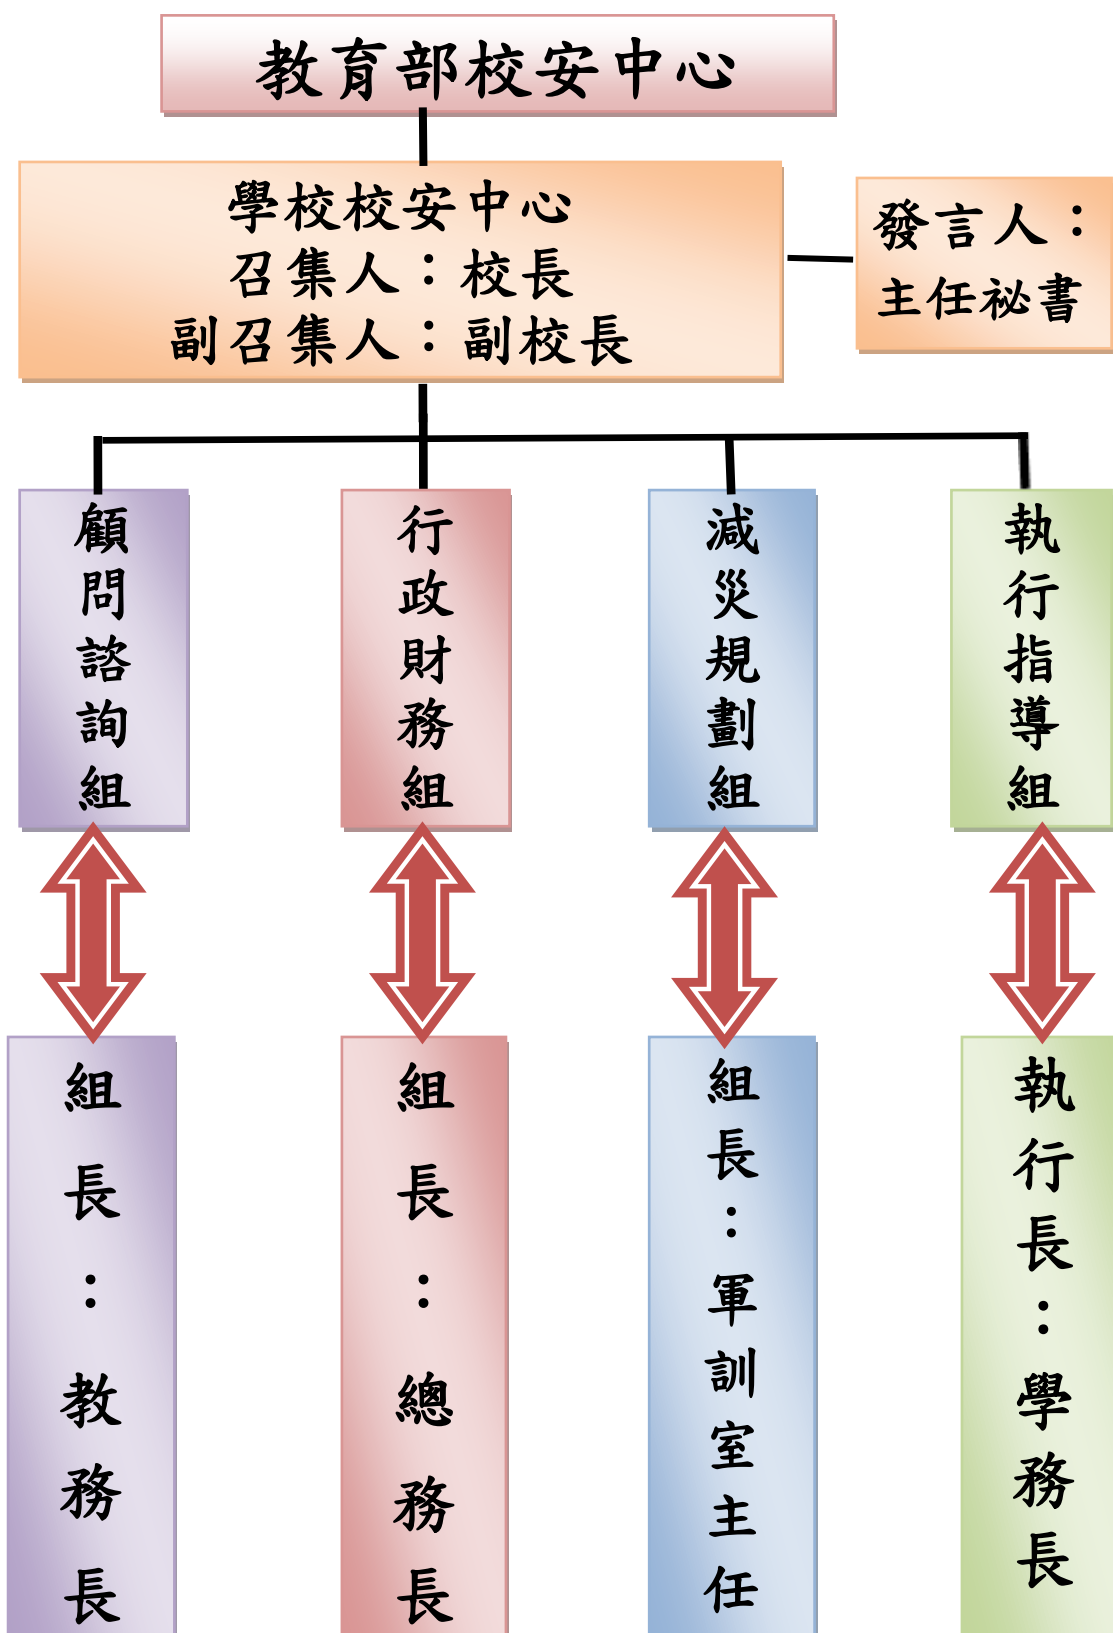 教育部校安中心
學校校安中心
召集人：校長
副召集人：副校長
發言人：
主任祕書
顧問諮詢組
行政財務組
減災規劃組
執行指導組
組長：教務長
組長：總務長
組長：軍訓室主任
執行長：學務長